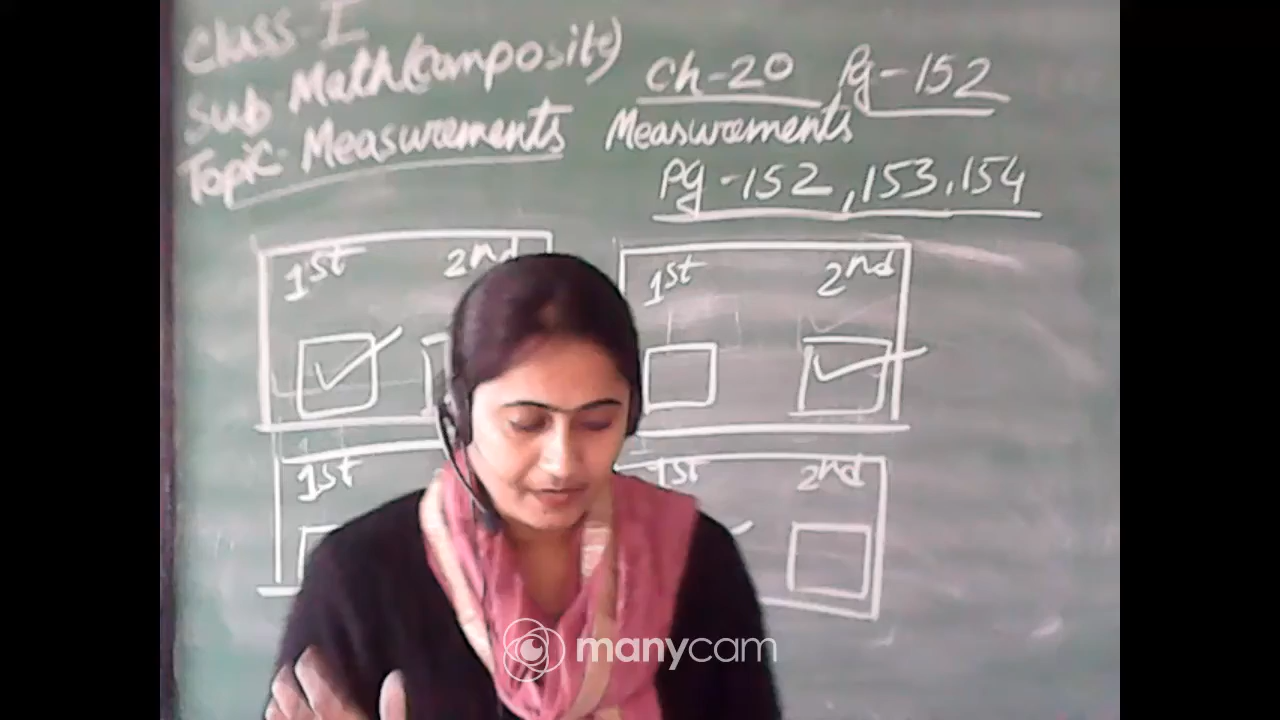 Class-I
Sub-Math(Composite)
Topic-Measurements
Ch-20 Pg-152
Measurements
Pg-152,153,154
1st 2nd
1st 2nd
1st
1st 2nd
manycam